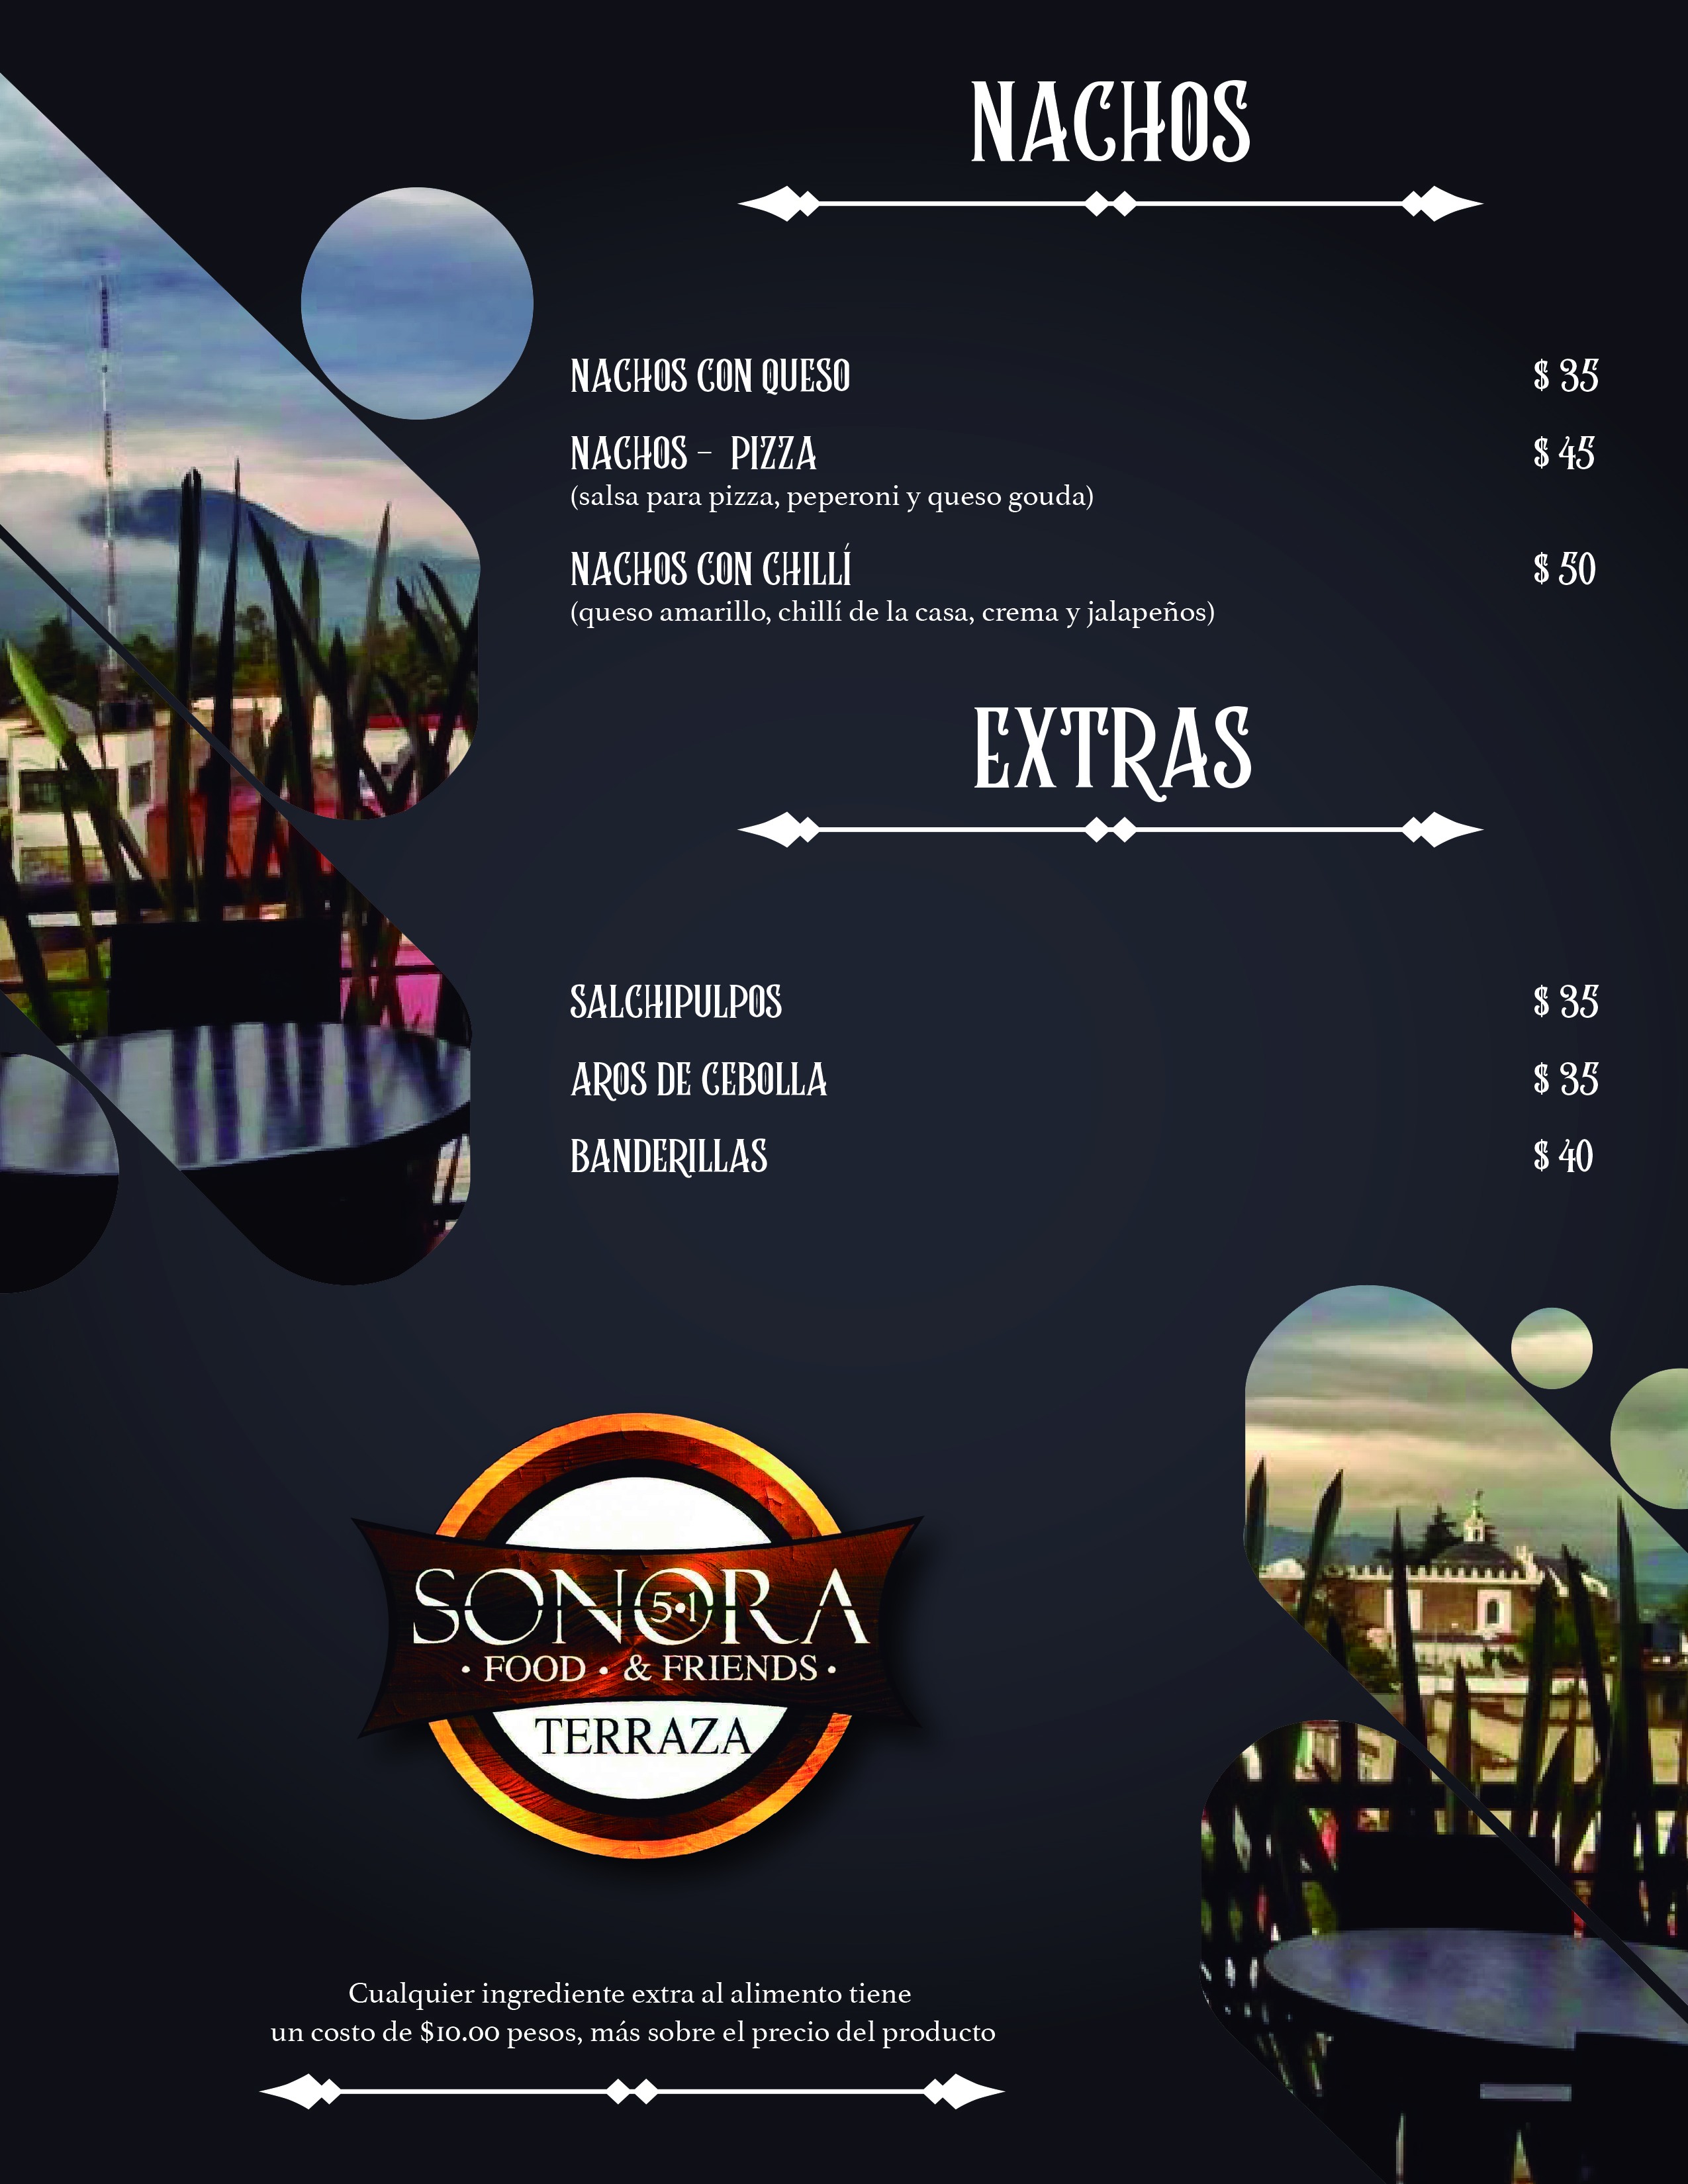 NACHOS
NACHOS CON QUESO $ 35
NACHOS - PIZZA $ 45
(salsa para pizza, peperoni y queso gouda)
NACHOS CON CHILLÍ $ 50
(queso amarillo, chillí de la casa, crema y jalapeños)
EXTRAS
SALCHIPULPOS $ 35
AROS DE CEBOLLA $ 35
BANDERILLAS $ 40
SONORA
5•1
• FOOD • & FRIENDS •
TERRAZA
Cualquier ingrediente extra al alimento tiene
un costo de $10.00 pesos, más sobre el precio del producto